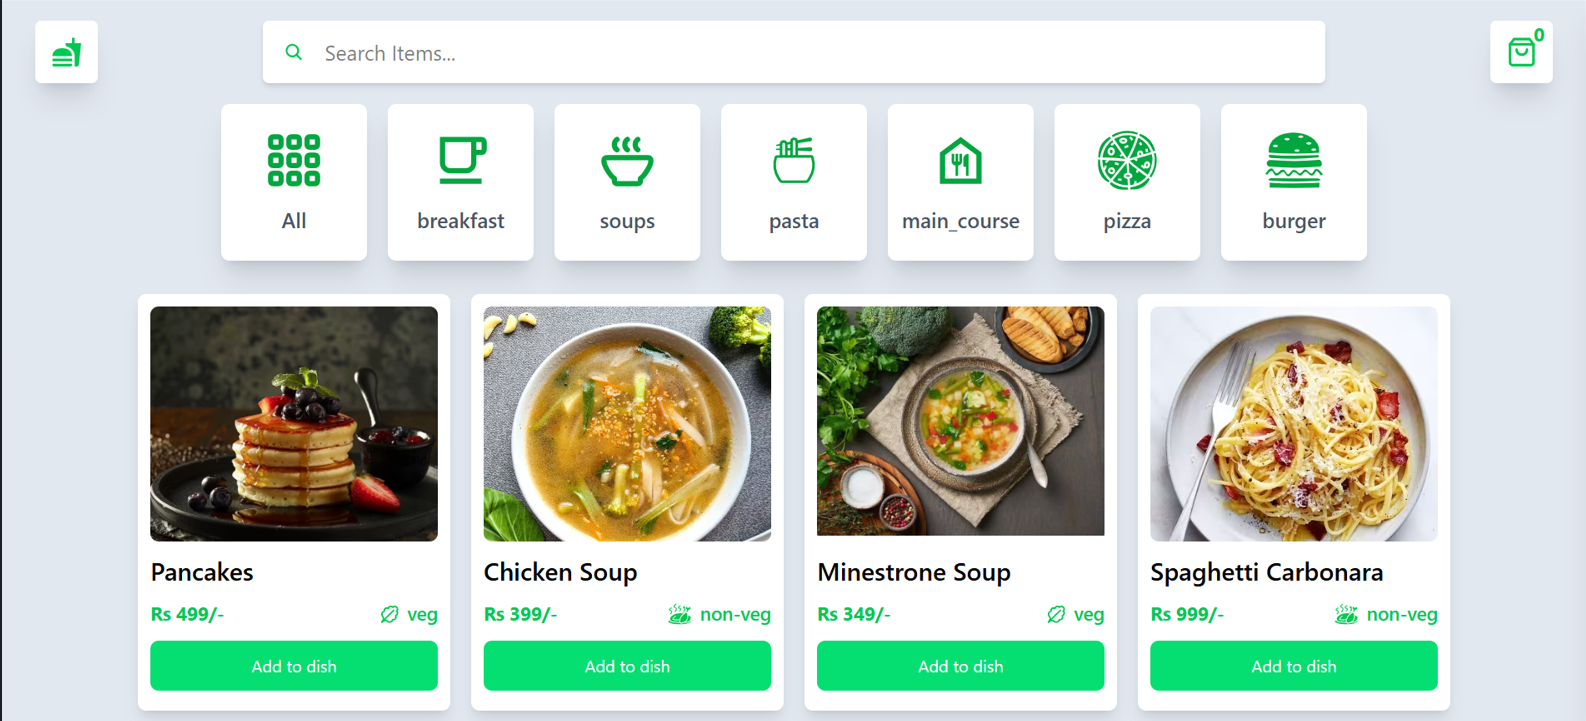 Search Items...
0
All
breakfast
soups
pasta
main_course
pizza
burger
Pancakes
Rs 499/-
veg
Add to dish
Chicken Soup
Rs 399/-
non-veg
Add to dish
Minestrone Soup
Rs 349/-
veg
Add to dish
Spaghetti Carbonara
Rs 999/-
non-veg
Add to dish